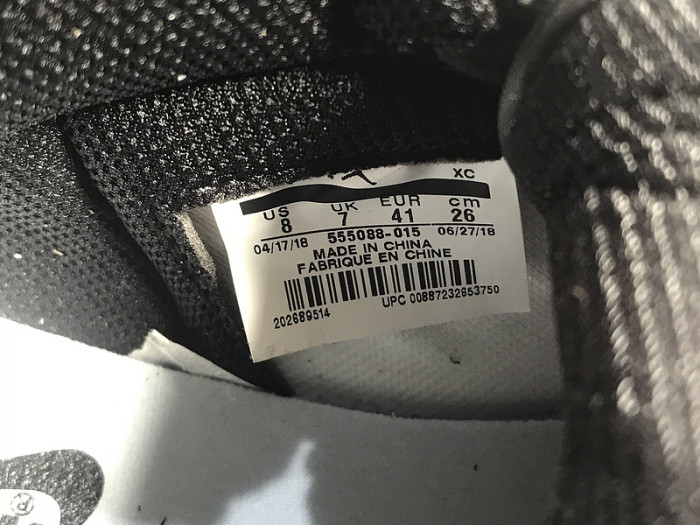 XC
US UK EUR cm
8 7 41 26
04/17/18 555088-015 06/27/18
MADE IN CHINA
FABRIQUE EN CHINE
202689514 UPC 00887232653750
®